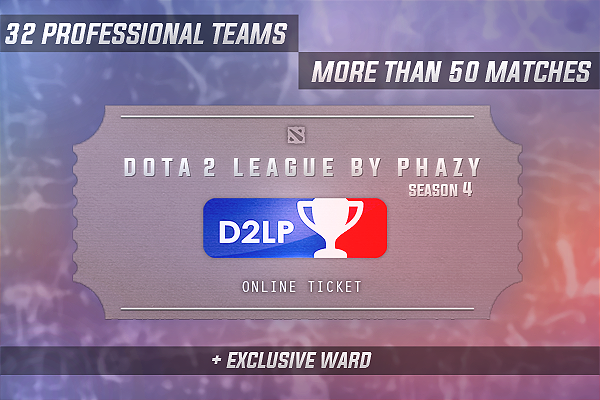 32 PROFESSIONAL TEAMS
MORE THAN 50 MATCHES
DOTA 2 LEAGUE BY PHAZY
SEASON 4
D2LP
ONLINE TICKET
+ EXCLUSIVE WARD